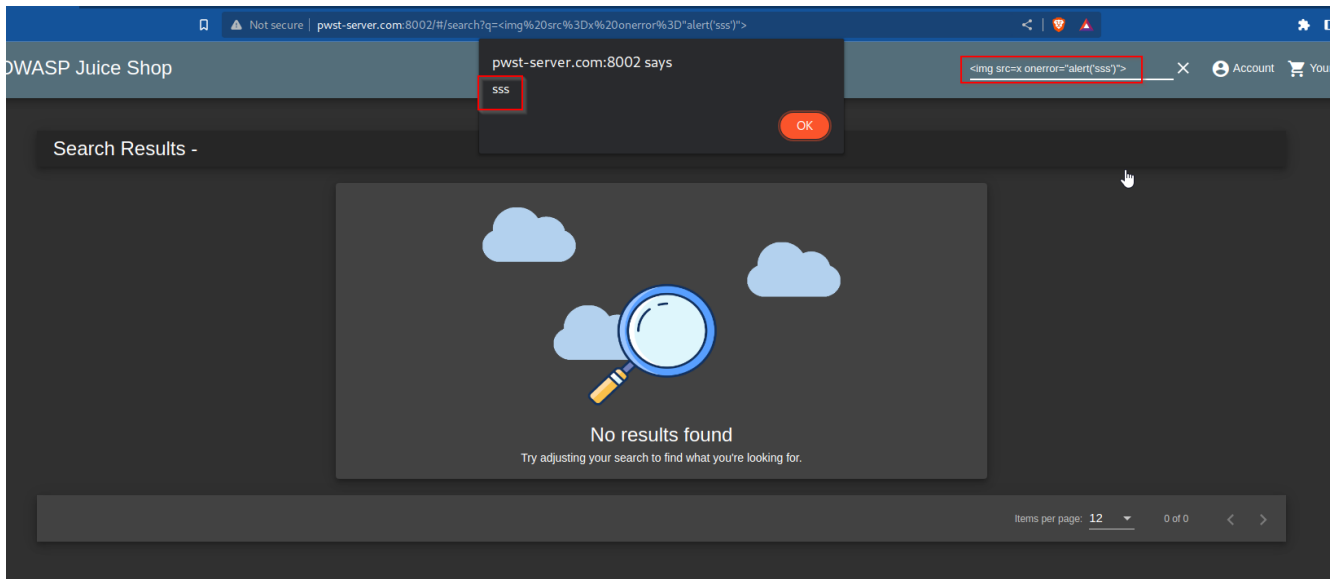 Not secure | pwst-server.com:8002/#/search?q=<img%20src%3Dx%20onerror%3D"alert('sss')">
pwst-server.com:8002 says
sss
OK
OWASP Juice Shop
<img src=x onerror="alert('sss')">
Account
You
Search Results -
No results found
Try adjusting your search to find what you're looking for.
Items per page: 12
0 of 0